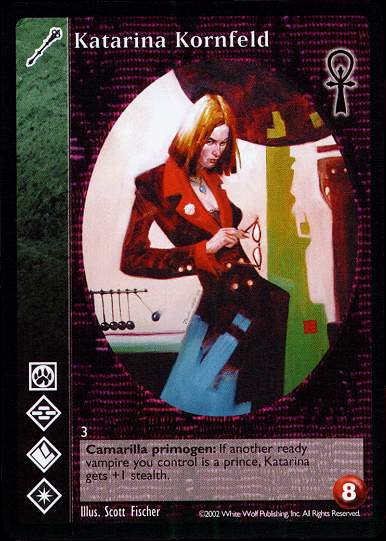 Katarina Kornfeld
3
Camarilla primogen: If another ready
vampire you control is a prince, Katarina
gets +1 stealth.
8
Illus. Scott Fischer
©2002 White Wolf Publishing, Inc. All Rights Reserved.